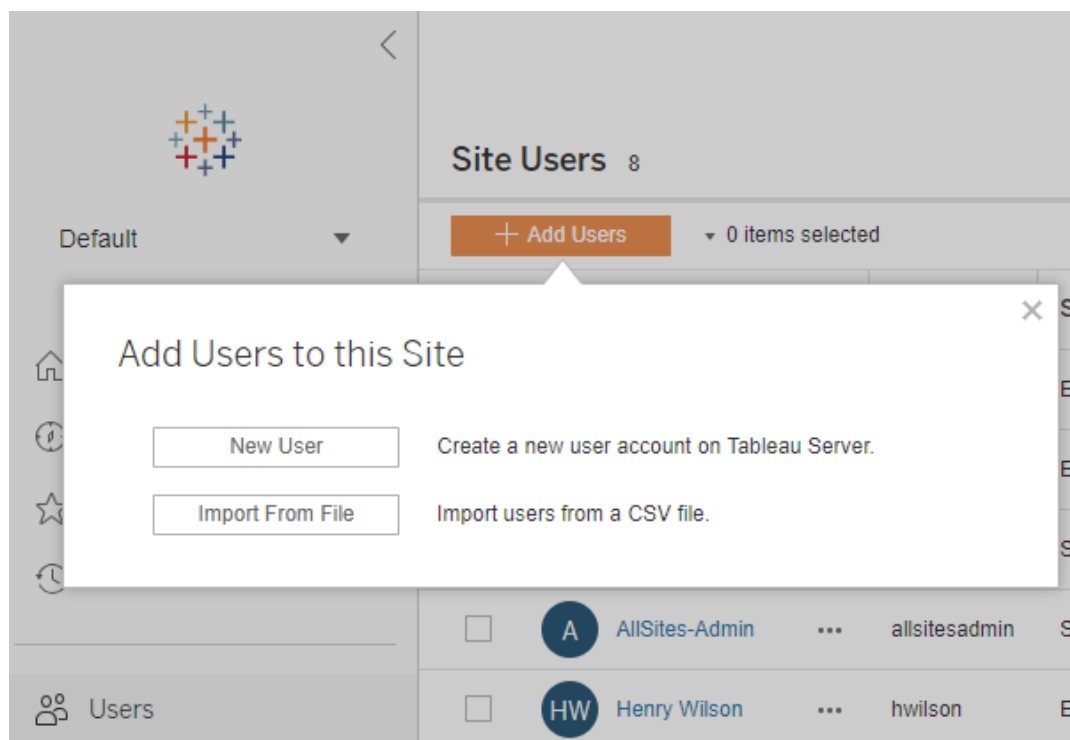 Site Users 8
Default
+ Add Users
0 items selected
Add Users to this Site
New User
Create a new user account on Tableau Server.
Import From File
Import users from a CSV file.
A AllSites-Admin ... allsitesadmin S
Users
HW Henry Wilson ... hwilson E